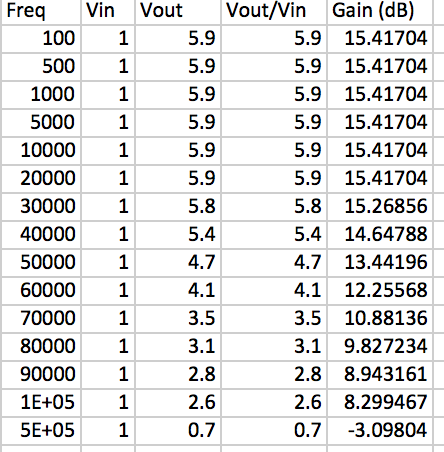 Freq Vin Vout Vout/Vin Gain (dB)
100 1 5.9 5.9 15.41704
500 1 5.9 5.9 15.41704
1000 1 5.9 5.9 15.41704
5000 1 5.9 5.9 15.41704
10000 1 5.9 5.9 15.41704
20000 1 5.9 5.9 15.41704
30000 1 5.8 5.8 15.26856
40000 1 5.4 5.4 14.64788
50000 1 4.7 4.7 13.44196
60000 1 4.1 4.1 12.25568
70000 1 3.5 3.5 10.88136
80000 1 3.1 3.1 9.827234
90000 1 2.8 2.8 8.943161
1E+05 1 2.6 2.6 8.299467
5E+05 1 0.7 0.7 -3.09804